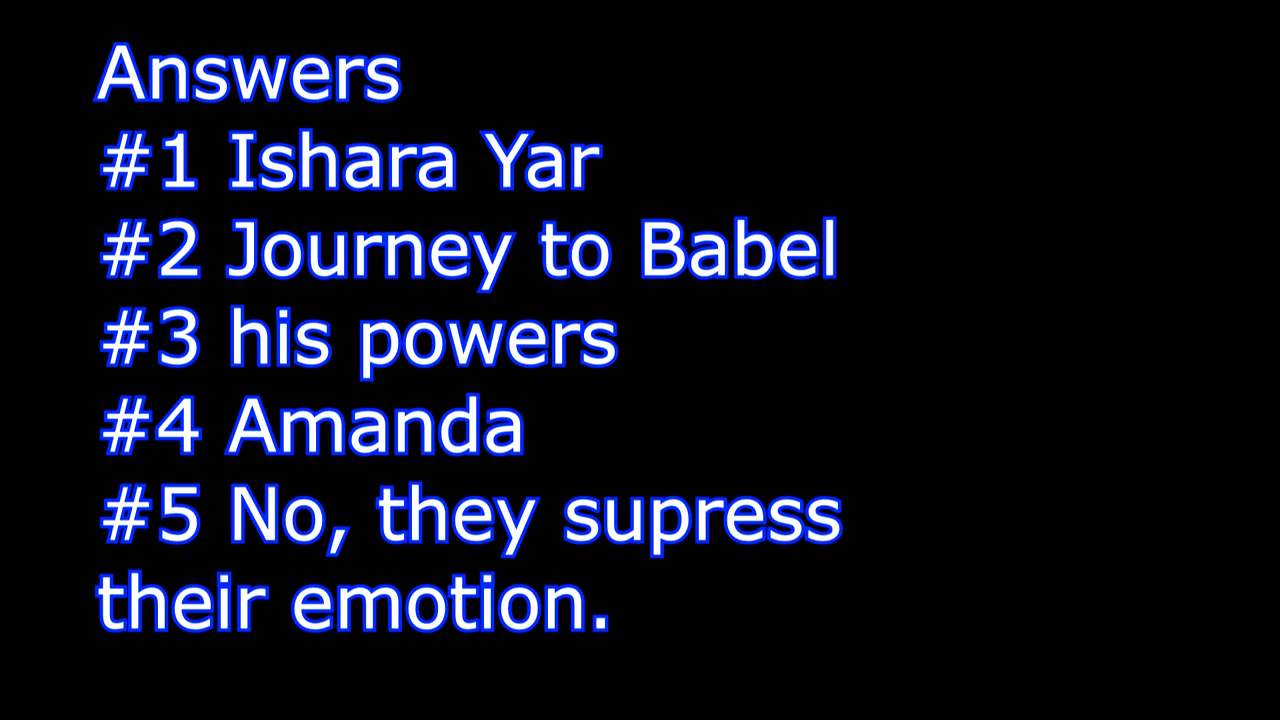 Answers
#1 Ishara Yar
#2 Journey to Babel
#3 his powers
#4 Amanda
#5 No, they supress
their emotion.